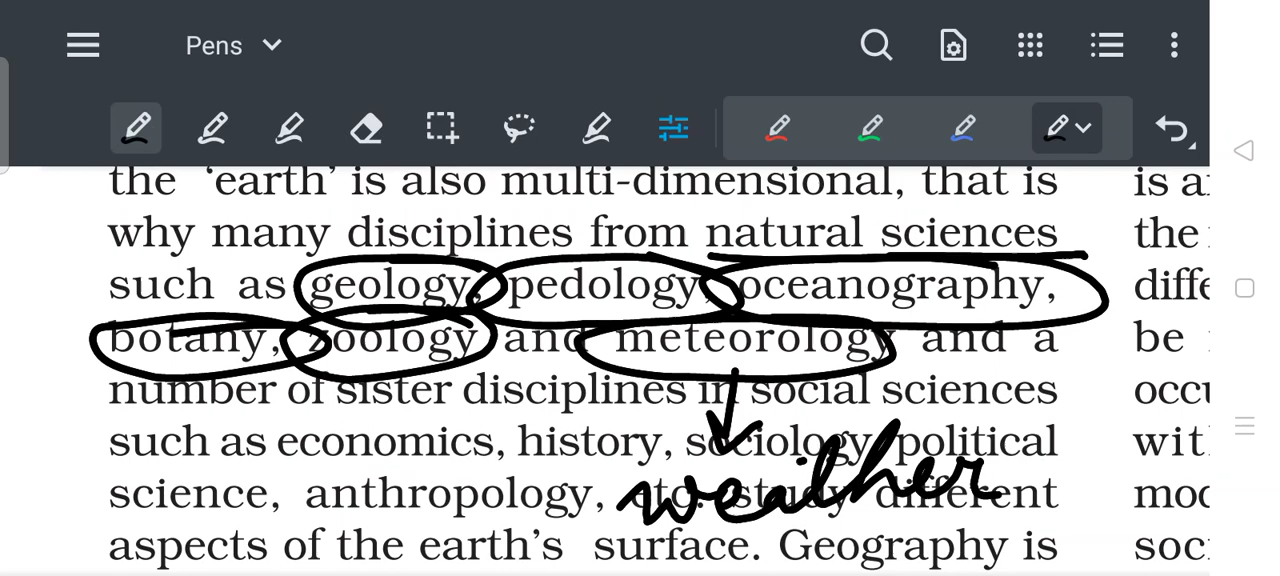 Pens
the ‘earth’ is also multi-dimensional, that is
why many disciplines from natural sciences
such as geology, pedology, oceanography,
botany, zoology and meteorology and a
number of sister disciplines in social sciences
such as economics, history, sociology, political
science, anthropology, etc. study different
aspects of the earth’s surface. Geography is
weather
the
be